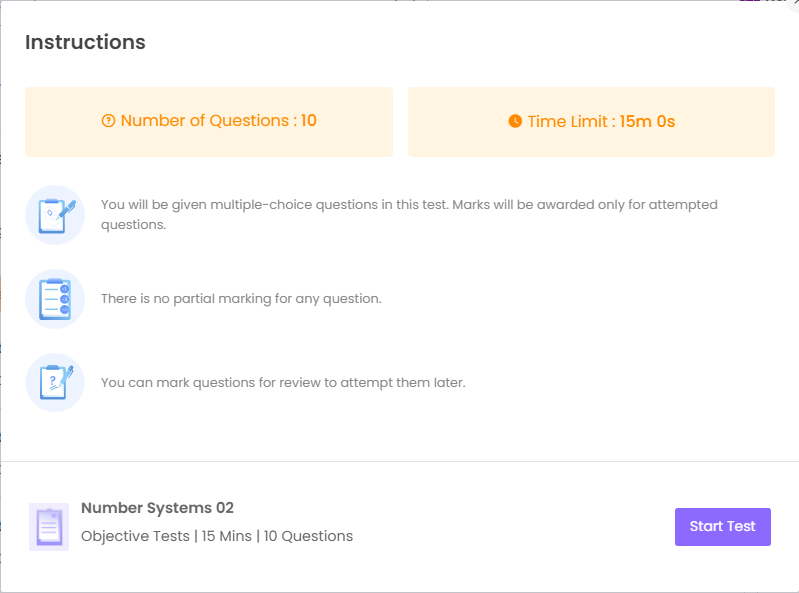 Instructions
Number of Questions : 10
Time Limit : 15m 0s
You will be given multiple-choice questions in this test. Marks will be awarded only for attempted
questions.
There is no partial marking for any question.
You can mark questions for review to attempt them later.
Number Systems 02
Objective Tests | 15 Mins | 10 Questions
Start Test